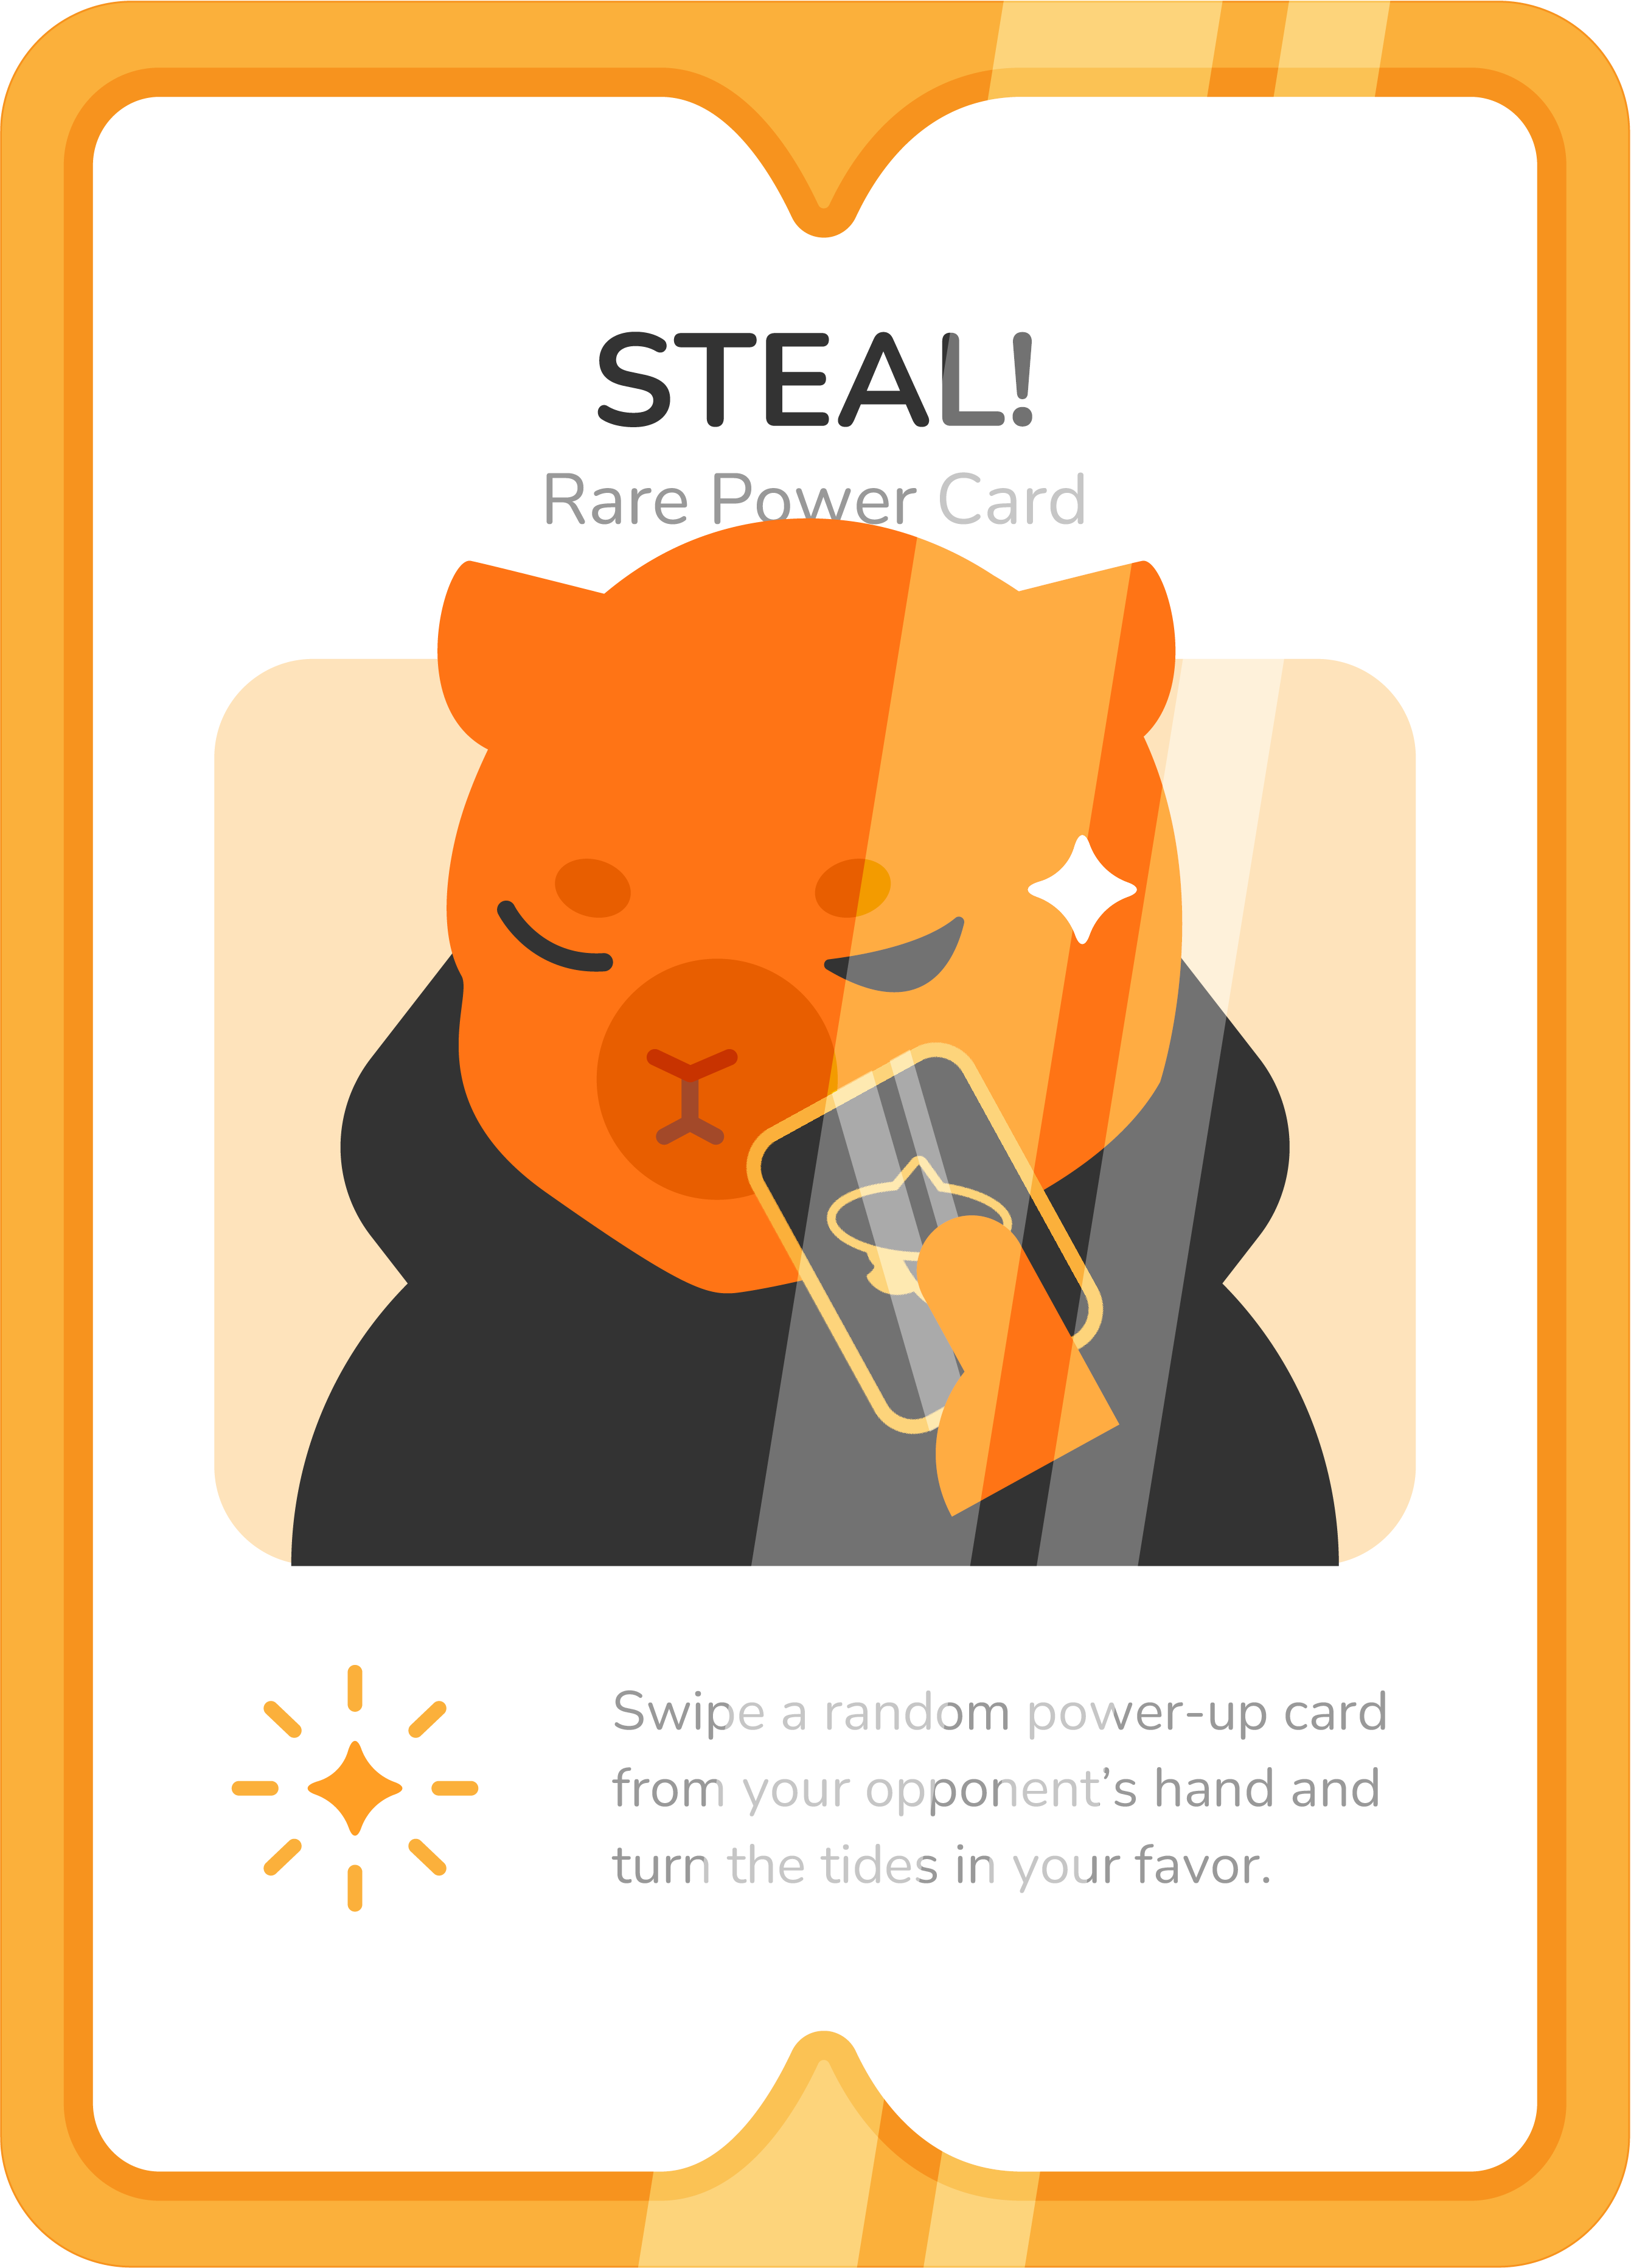 STEAL!
Rare Power Card
Swipe a random power-up card
from your opponent’s hand and
turn the tides in your favor.